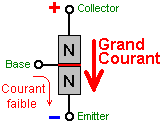 + Collector
Grand
Courant
N
Base
N
Courant
faible
– Emitter